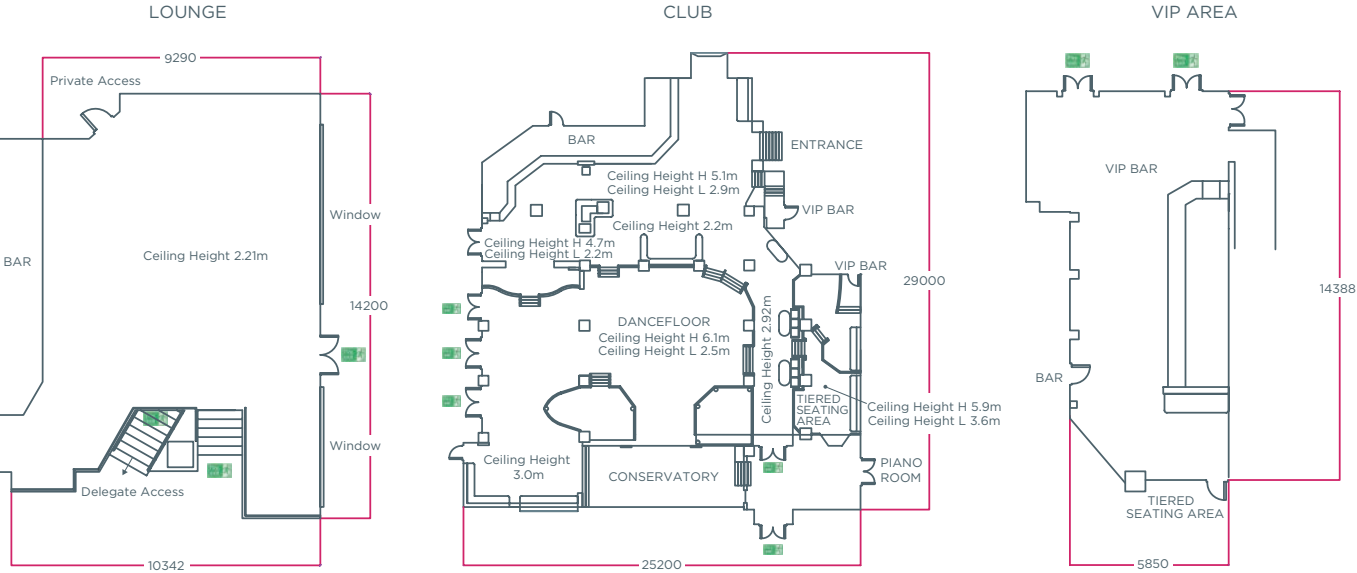 LOUNGE
9290
Private Access
Window
BAR
Ceiling Height 2.21m
14200
Window
Delegate Access
10342
CLUB
BAR
ENTRANCE
Ceiling Height H 5.1m
Ceiling Height L 2.9m
VIP BAR
Ceiling Height 2.2m
Ceiling Height H 4.7m
Ceiling Height L 2.2m
VIP BAR
29000
DANCEFLOOR
Ceiling Height H 6.1m
Ceiling Height L 2.5m
Ceiling Height 2.92m
TIERED
SEATING
AREA
Ceiling Height H 5.9m
Ceiling Height L 3.6m
Ceiling Height
3.0m
CONSERVATORY
PIANO
ROOM
25200
VIP AREA
VIP BAR
14388
BAR
TIERED
SEATING AREA
5850